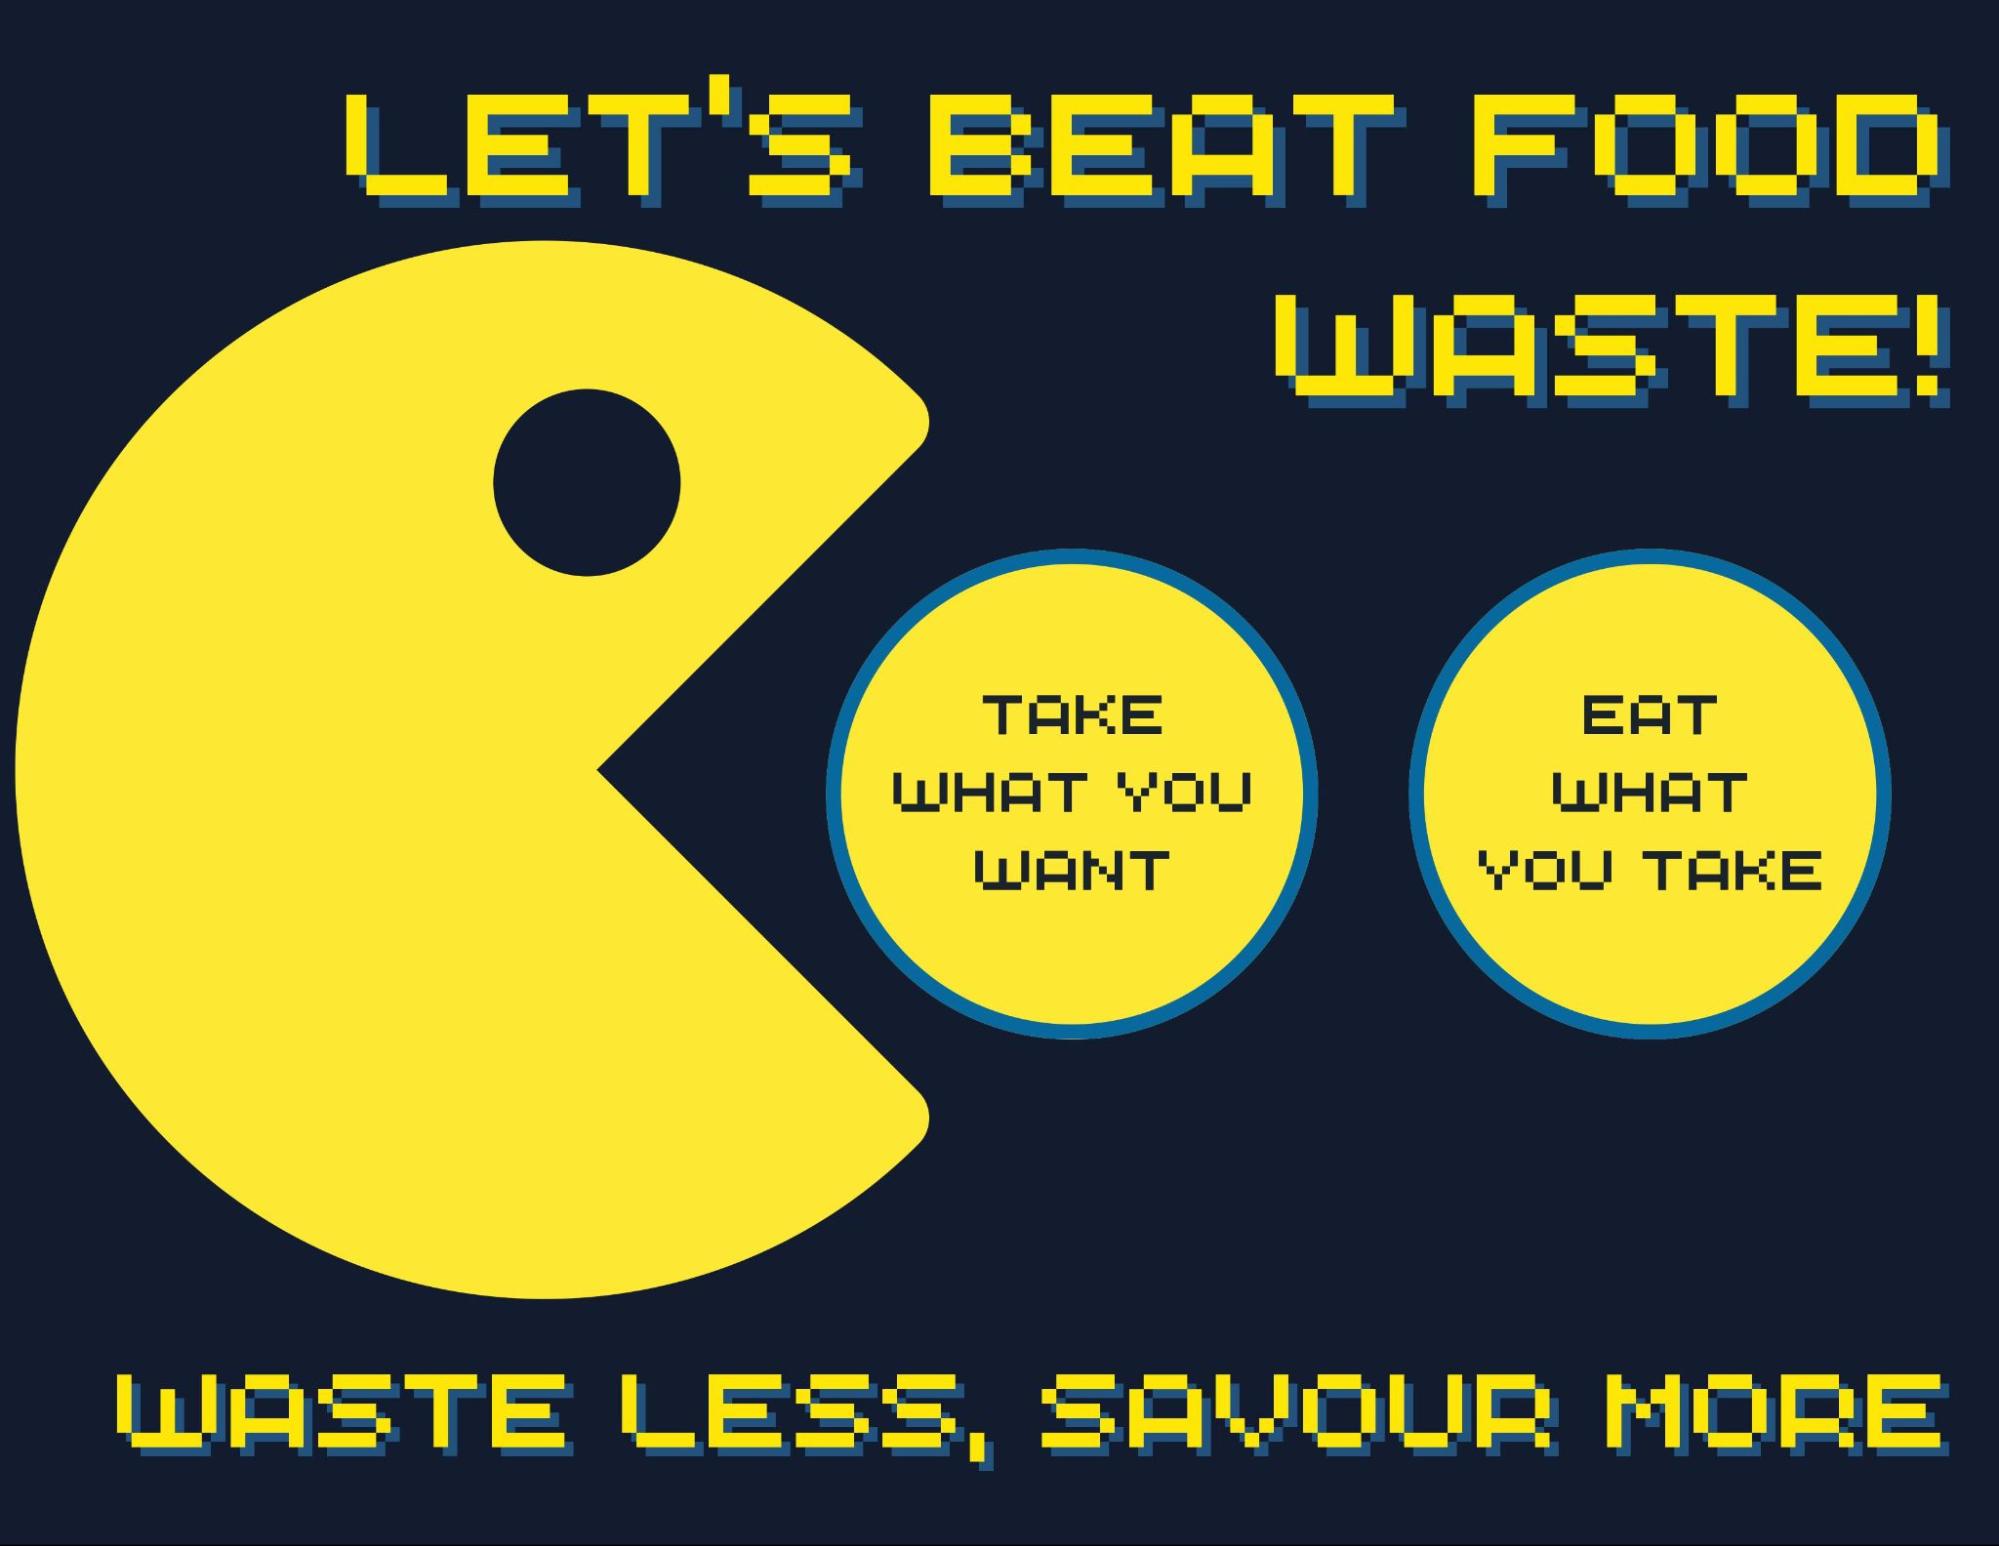 LET'S BEAT FOOD
WASTE!
TAKE
WHAT YOU
WANT
EAT
WHAT
YOU TAKE
WASTE LESS, SAVOUR MORE